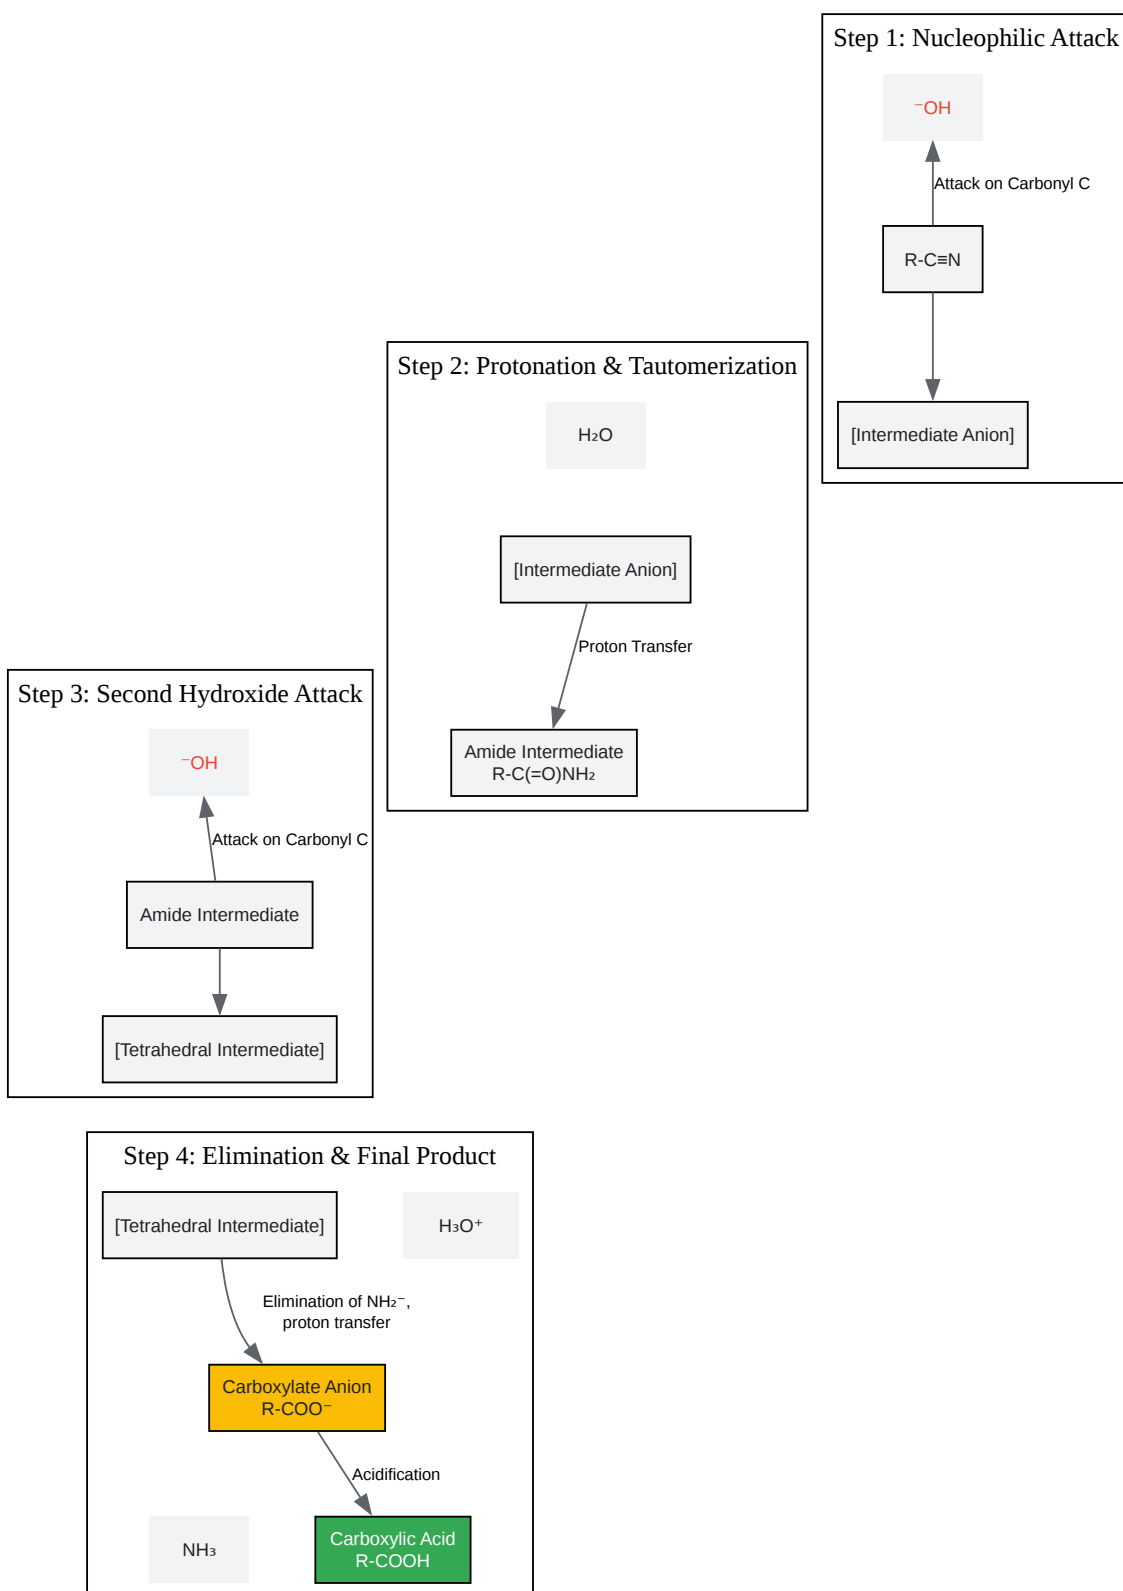 Step 1: Nucleophilic Attack
⁻OH
Attack on Carbonyl C
R-C≡N
[Intermediate Anion]
Step 2: Protonation & Tautomerization
H₂O
[Intermediate Anion]
Proton Transfer
Amide Intermediate
R-C(=O)NH₂
Step 3: Second Hydroxide Attack
⁻OH
Attack on Carbonyl C
Amide Intermediate
[Tetrahedral Intermediate]
Step 4: Elimination & Final Product
[Tetrahedral Intermediate]
H₃O⁺
Elimination of NH₂⁻,
proton transfer
Carboxylate Anion
R-COO⁻
Acidification
NH₃
Carboxylic Acid
R-COOH